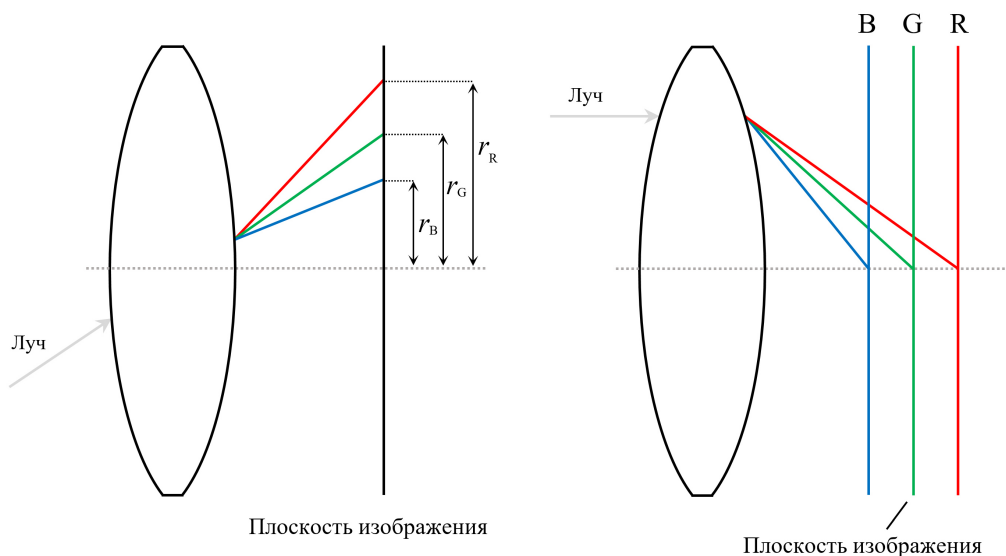 B G R
Луч
r_R
r_G
r_B
Луч
Плоскость изображения
Плоскость изображения